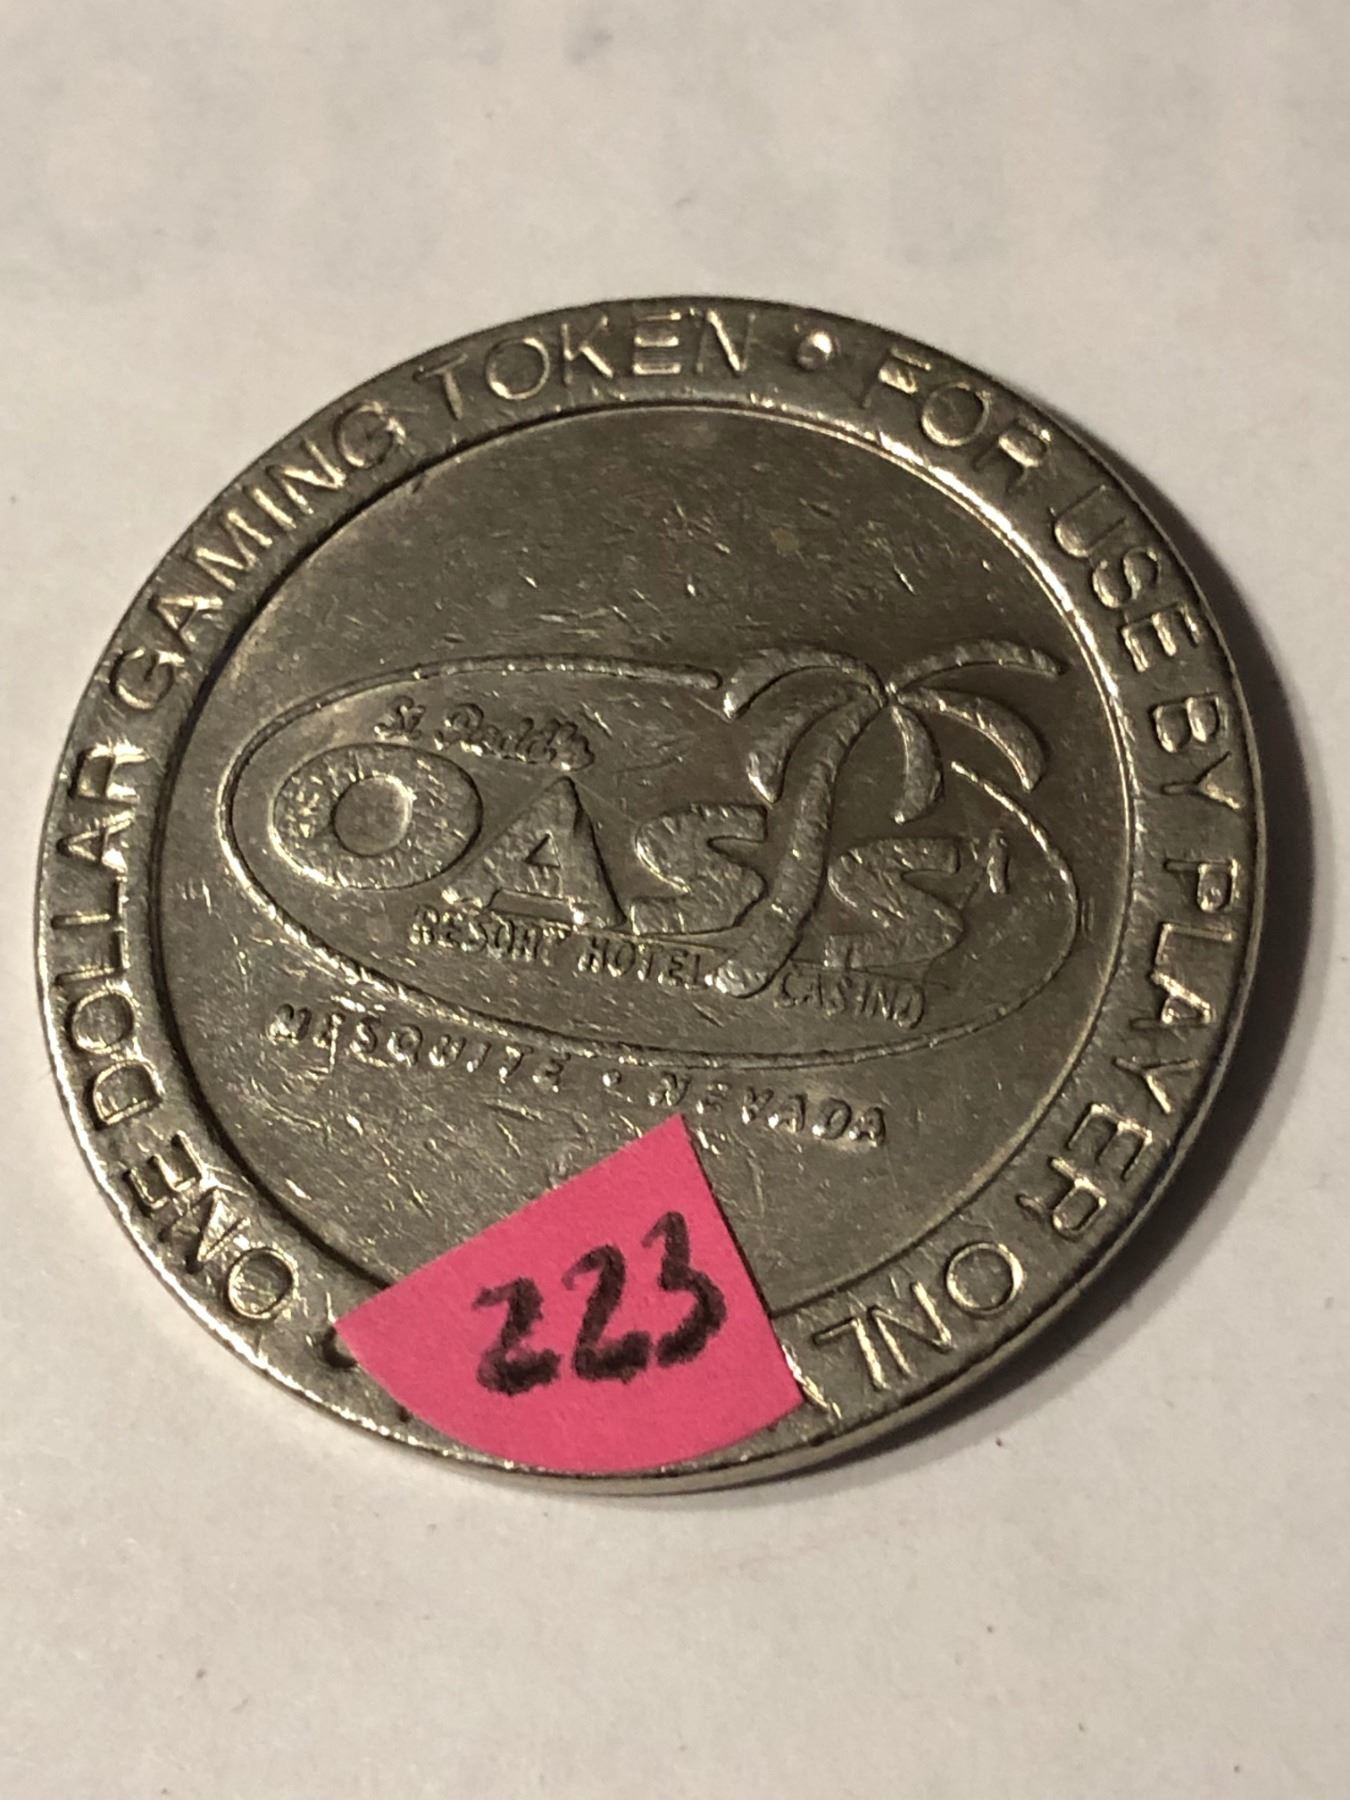 ONE DOLLAR GAMING TOKEN • FOR USE BY PLAYER ONL
Si Redd's
OASIS
RESORT HOTEL CASINO
MESQUITE • NEVADA
223